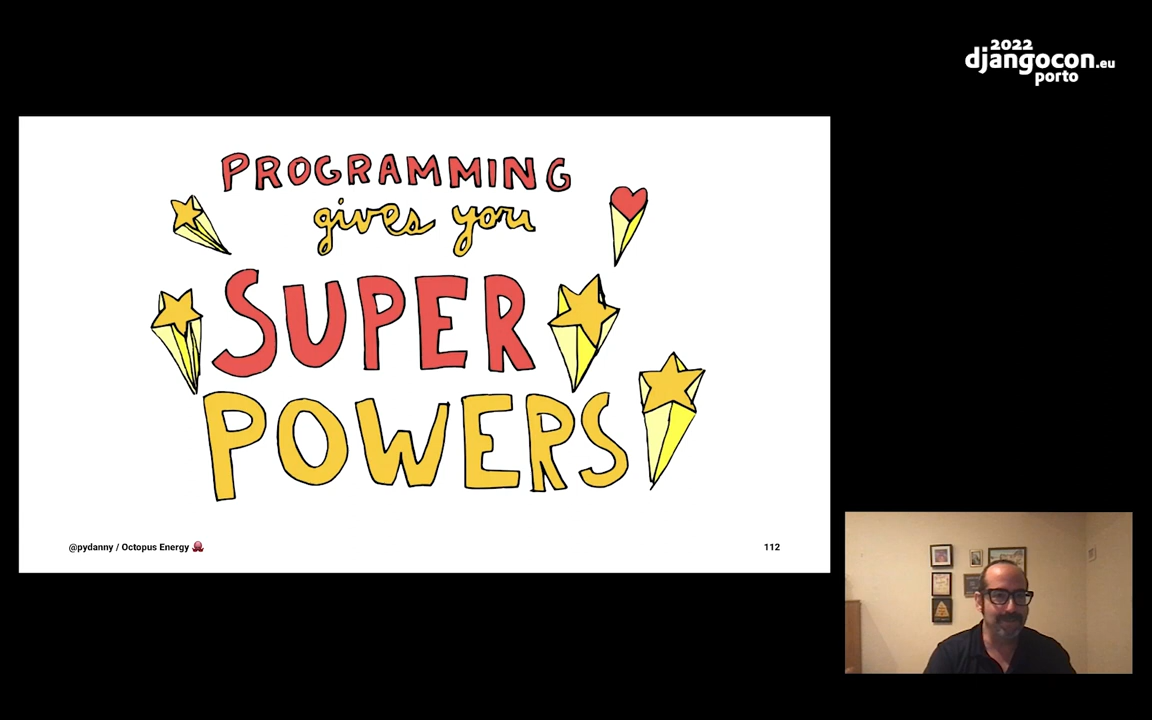 2022
djangocon.eu
porto
PROGRAMMING
gives you
SUPER
POWERS
@pydanny / Octopus Energy 🐙
112